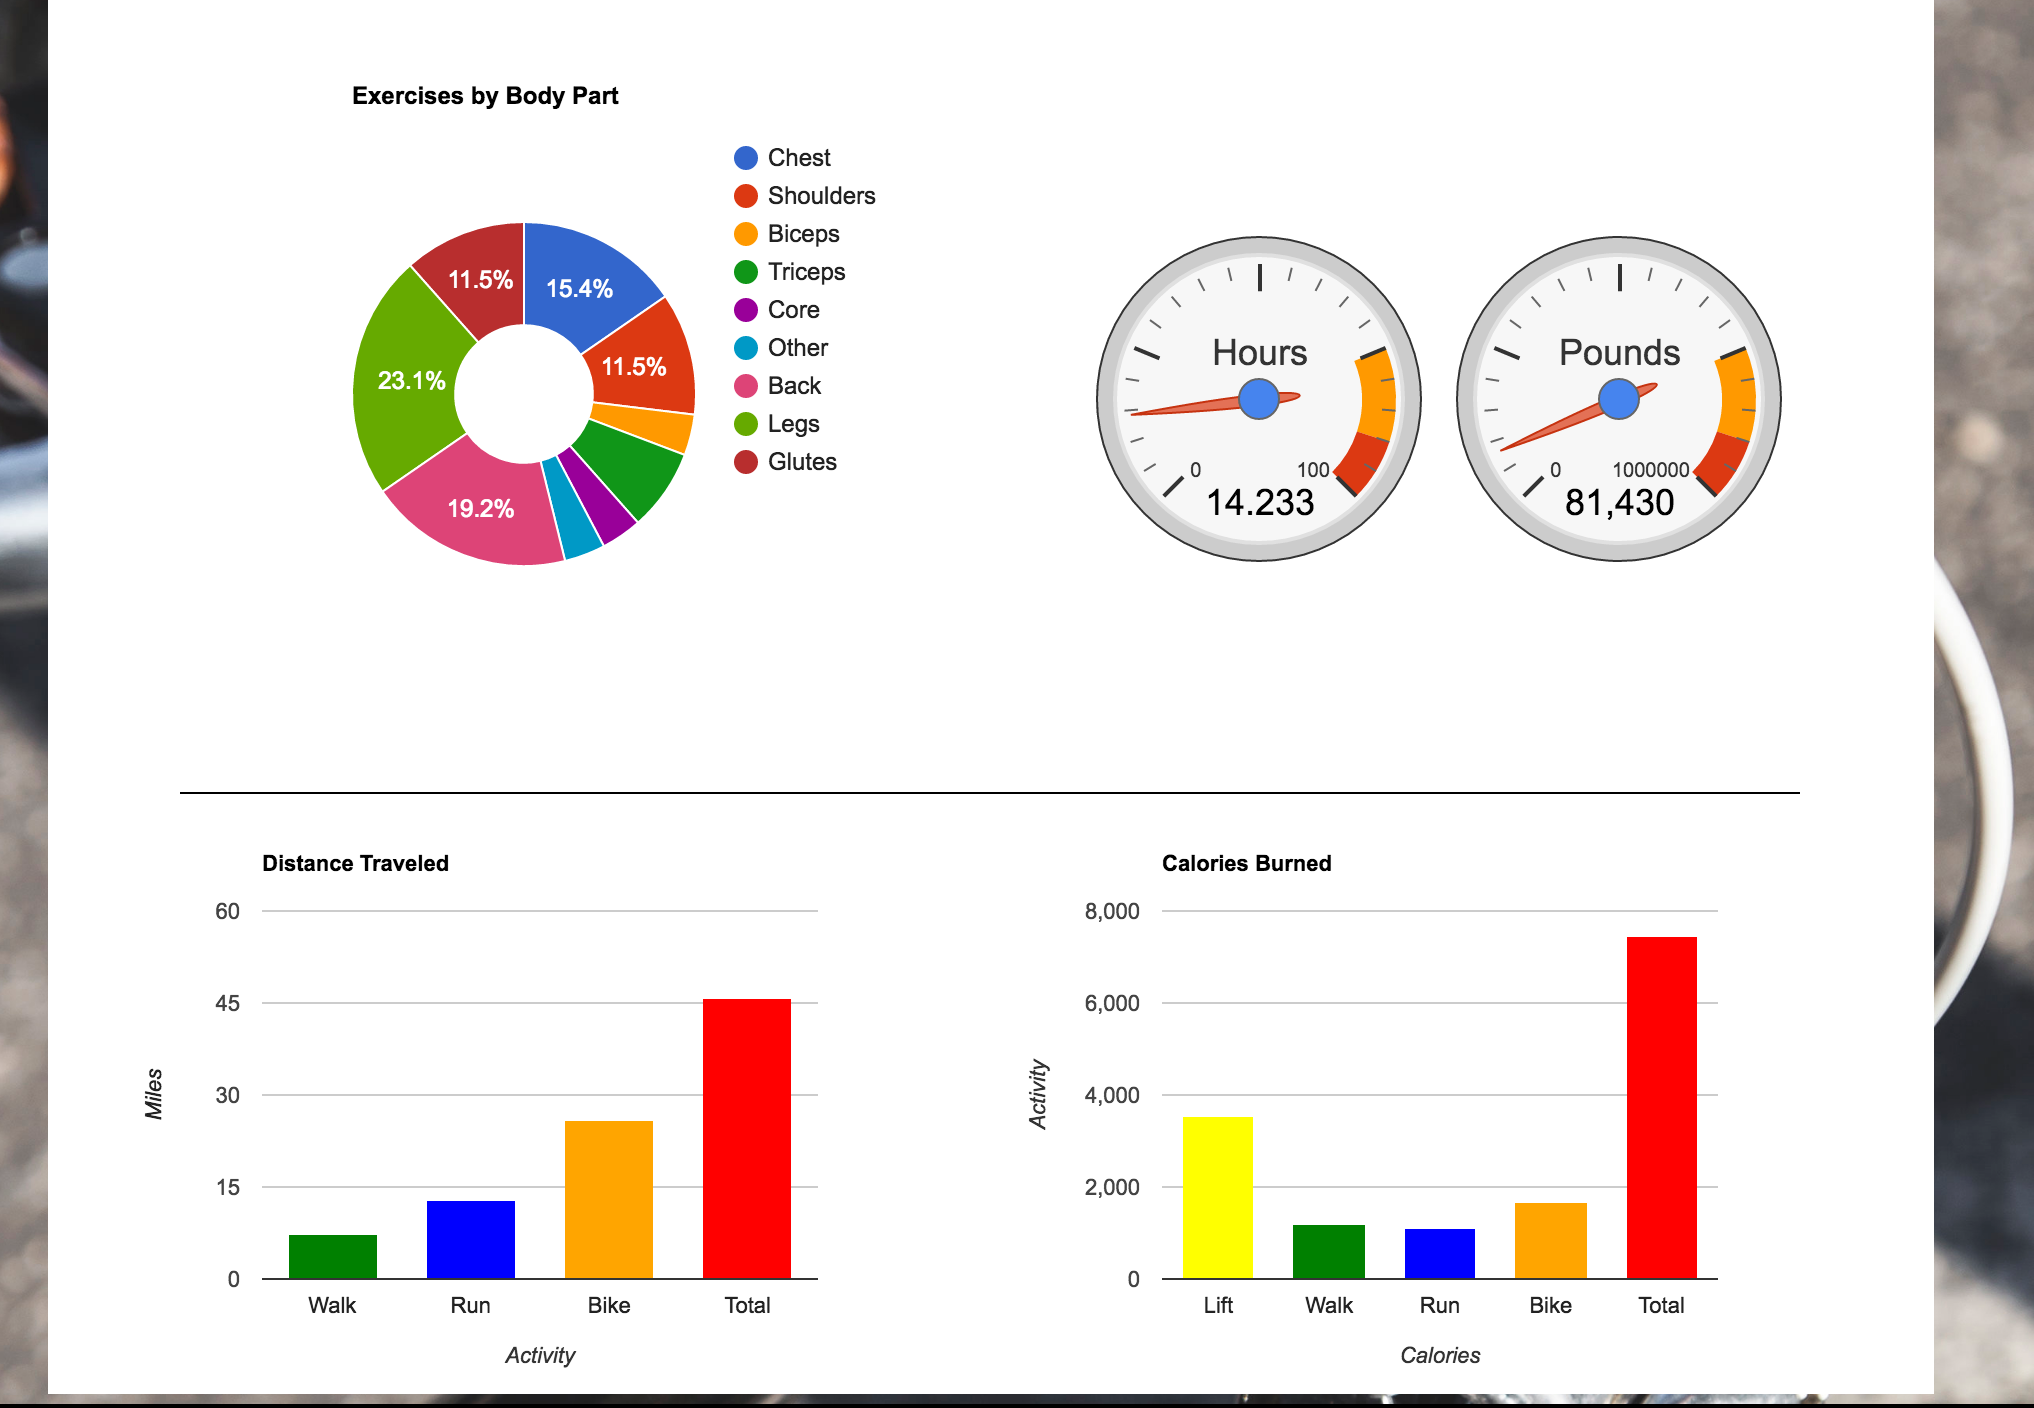 Exercises by Body Part
Chest
Shoulders
Biceps
Triceps
Core
Other
Back
Legs
Glutes
11.5%
15.4%
11.5%
23.1%
19.2%
Hours
0
100
14.233
Pounds
0
1000000
81,430
Distance Traveled
60
45
30
15
0
Miles
Walk
Run
Bike
Total
Activity
Calories Burned
8,000
6,000
4,000
2,000
0
Activity
Lift
Walk
Run
Bike
Total
Calories